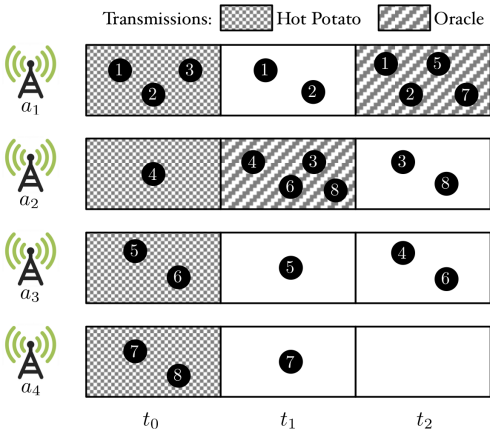 Transmissions: Hot Potato Oracle
a₁ 1 2 3 1 2 1 2 5 7
a₂ 4 4 6 3 8 3 8
a₃ 5 6 5 4 6
a₄ 7 8 7
t₀ t₁ t₂